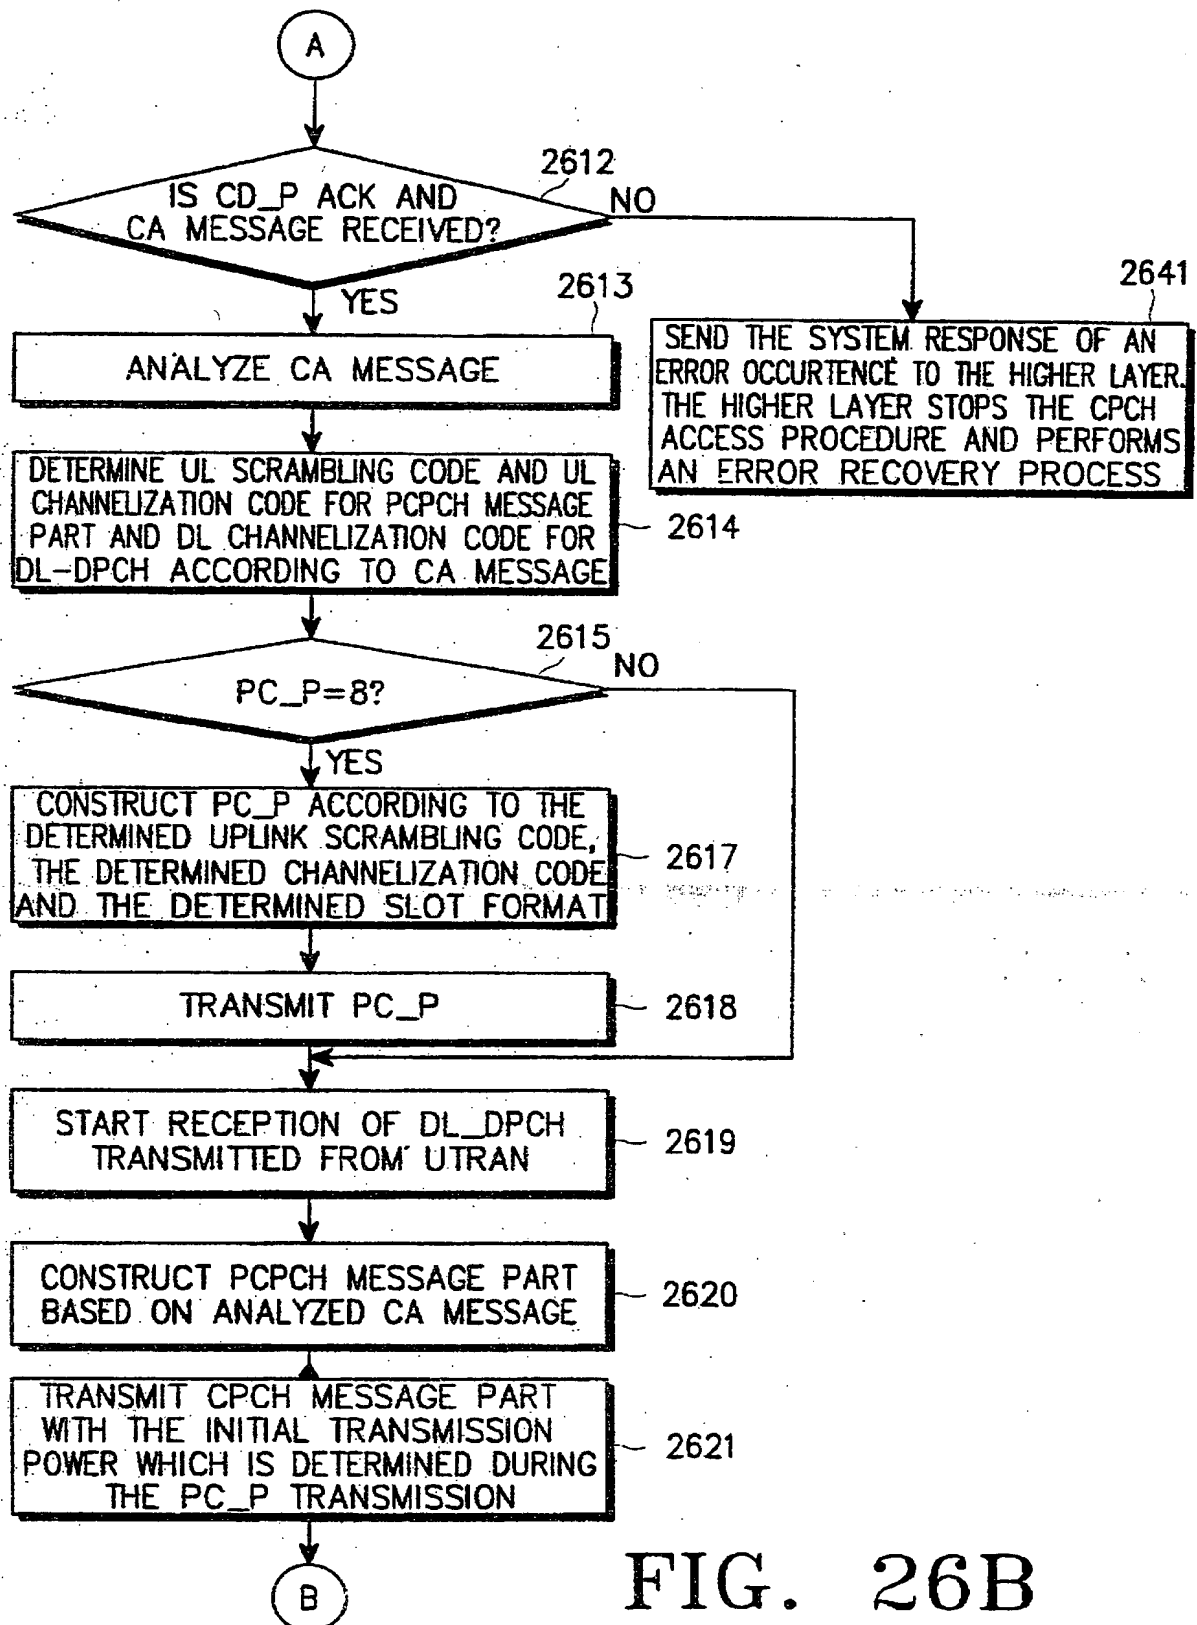 A
2612
IS CD_P ACK AND
CA MESSAGE RECEIVED?
NO
YES
2613
ANALYZE CA MESSAGE
2641
SEND THE SYSTEM RESPONSE OF AN
ERROR OCCURTENCE TO THE HIGHER LAYER.
THE HIGHER LAYER STOPS THE CPCH
ACCESS PROCEDURE AND PERFORMS
AN ERROR RECOVERY PROCESS
DETERMINE UL SCRAMBLING CODE AND UL
CHANNELIZATION CODE FOR PCPCH MESSAGE
PART AND DL CHANNELIZATION CODE FOR
DL-DPCH ACCORDING TO CA MESSAGE
2614
2615
PC_P=8?
NO
YES
CONSTRUCT PC_P ACCORDING TO THE
DETERMINED UPLINK SCRAMBLING CODE,
THE DETERMINED CHANNELIZATION CODE
AND THE DETERMINED SLOT FORMAT
2617
TRANSMIT PC_P
2618
START RECEPTION OF DL_DPCH
TRANSMITTED FROM UTRAN
2619
CONSTRUCT PCPCH MESSAGE PART
BASED ON ANALYZED CA MESSAGE
2620
TRANSMIT CPCH MESSAGE PART
WITH THE INITIAL TRANSMISSION
POWER WHICH IS DETERMINED DURING
THE PC_P TRANSMISSION
2621
B
FIG. 26B